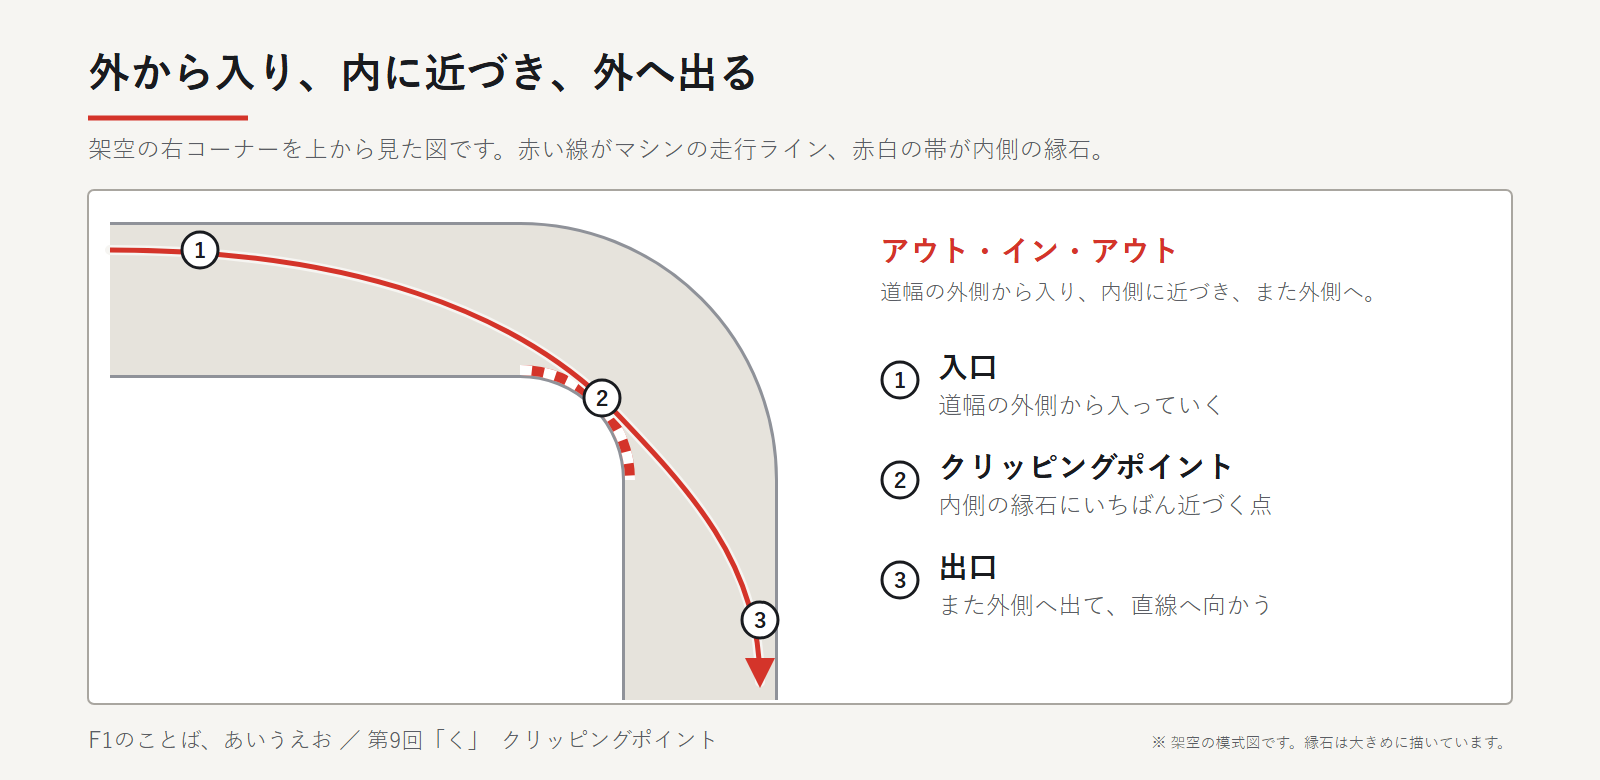 外から入り、内に近づき、外へ出る
架空の右コーナーを上から見た図です。赤い線がマシンの走行ライン、赤白の帯が内側の縁石。
1
2
3
アウト・イン・アウト
道幅の外側から入り、内側に近づき、また外側へ。
1 入口
道幅の外側から入っていく
2 クリッピングポイント
内側の縁石にいちばん近づく点
3 出口
また外側へ出て、直線へ向かう
F1のことば、あいうえお ／ 第9回「く」 クリッピングポイント
※ 架空の模式図です。縁石は大きめに描いています。